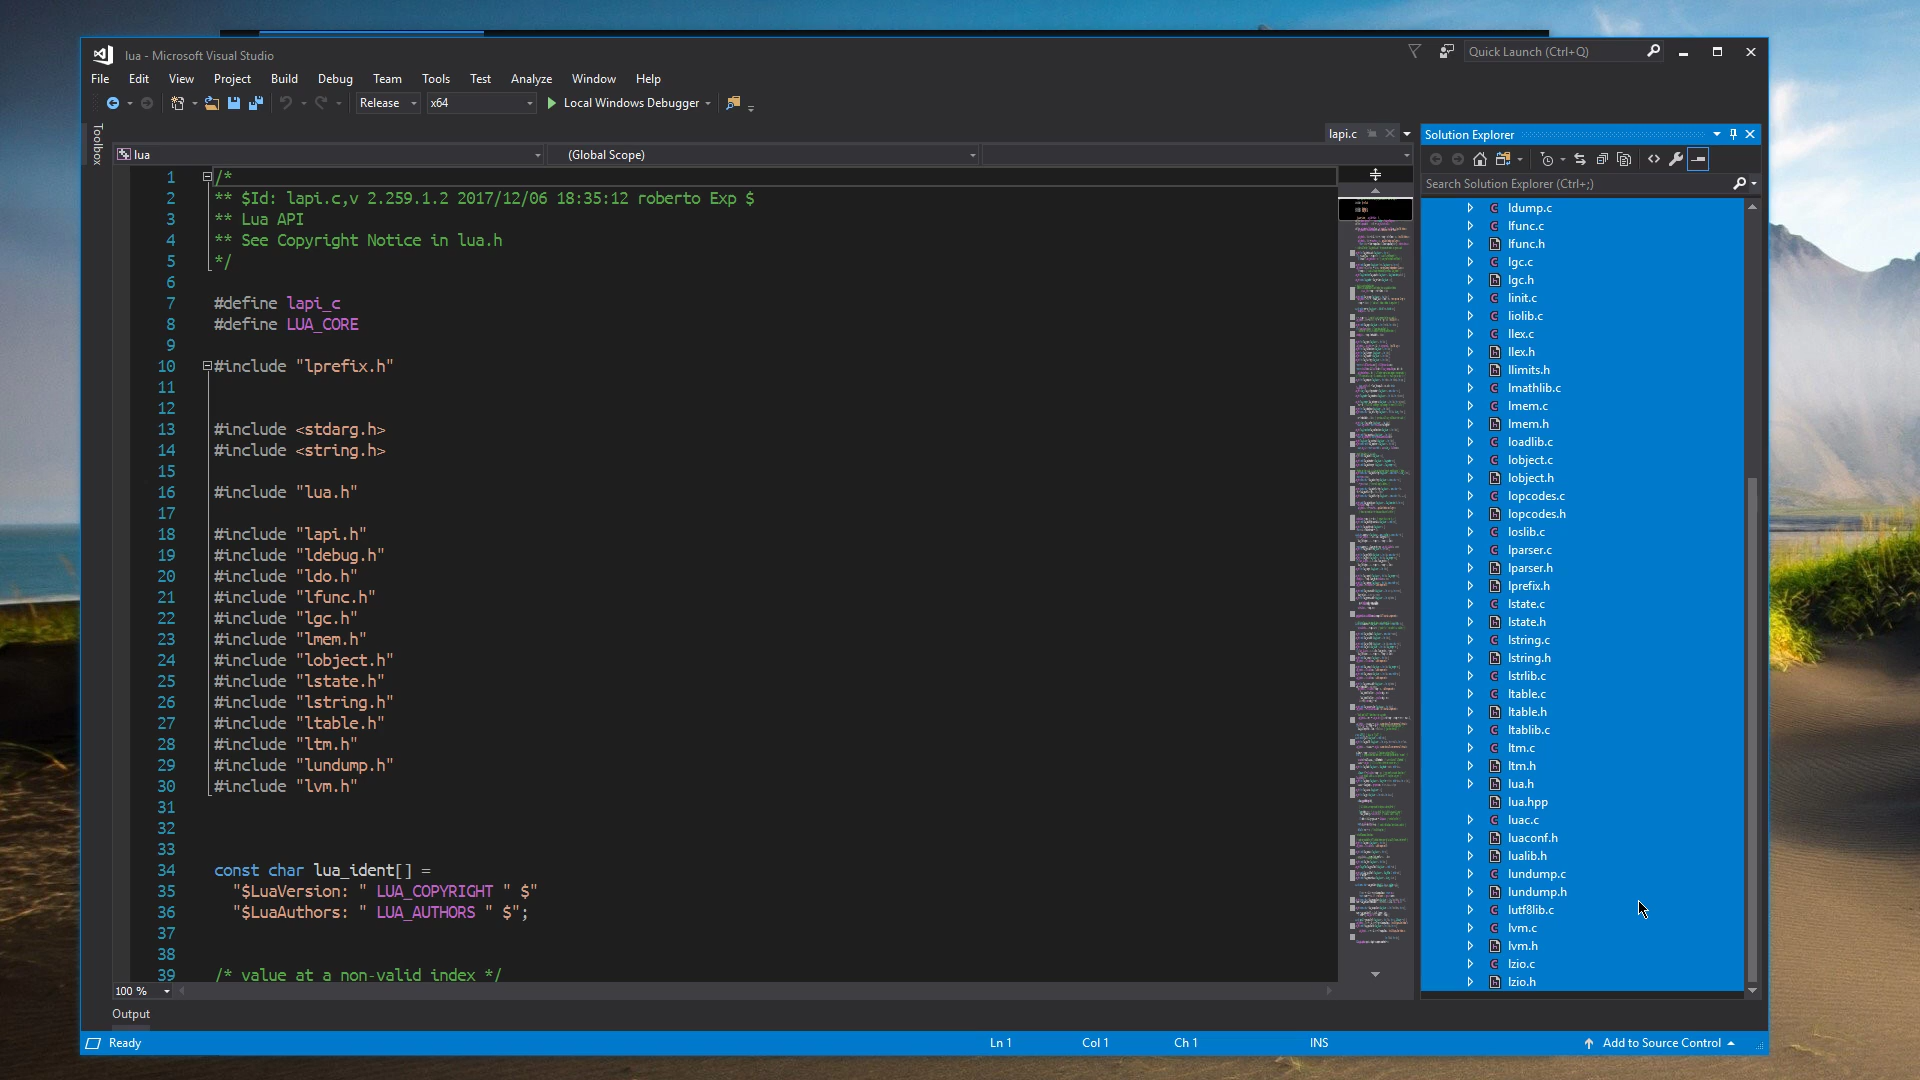 lua - Microsoft Visual Studio
Quick Launch (Ctrl+Q)
File Edit View Project Build Debug Team Tools Test Analyze Window Help
Release x64 Local Windows Debugger
Toolbox
lapi.c
lua (Global Scope)
1 /*
2 ** $Id: lapi.c,v 2.259.1.2 2017/12/06 18:35:12 roberto Exp $
3 ** Lua API
4 ** See Copyright Notice in lua.h
5 */
6
7 #define lapi_c
8 #define LUA_CORE
9
10 #include "lprefix.h"
11
12
13 #include <stdarg.h>
14 #include <string.h>
15
16 #include "lua.h"
17
18 #include "lapi.h"
19 #include "ldebug.h"
20 #include "ldo.h"
21 #include "lfunc.h"
22 #include "lgc.h"
23 #include "lmem.h"
24 #include "lobject.h"
25 #include "lstate.h"
26 #include "lstring.h"
27 #include "ltable.h"
28 #include "ltm.h"
29 #include "lundump.h"
30 #include "lvm.h"
31
32
33
34 const char lua_ident[] =
35 "$LuaVersion: " LUA_COPYRIGHT " $"
36 "$LuaAuthors: " LUA_AUTHORS " $";
37
38
39 /* value at a non-valid index */
100 %
Output
Solution Explorer
Search Solution Explorer (Ctrl+;)
ldump.c
lfunc.c
lfunc.h
lgc.c
lgc.h
linit.c
liolib.c
llex.c
llex.h
llimits.h
lmathlib.c
lmem.c
lmem.h
loadlib.c
lobject.c
lobject.h
lopcodes.c
lopcodes.h
loslib.c
lparser.c
lparser.h
lprefix.h
lstate.c
lstate.h
lstring.c
lstring.h
lstrlib.c
ltable.c
ltable.h
ltablib.c
ltm.c
ltm.h
lua.h
lua.hpp
luac.c
luaconf.h
lualib.h
lundump.c
lundump.h
lutf8lib.c
lvm.c
lvm.h
lzio.c
lzio.h
Ready Ln 1 Col 1 Ch 1 INS Add to Source Control